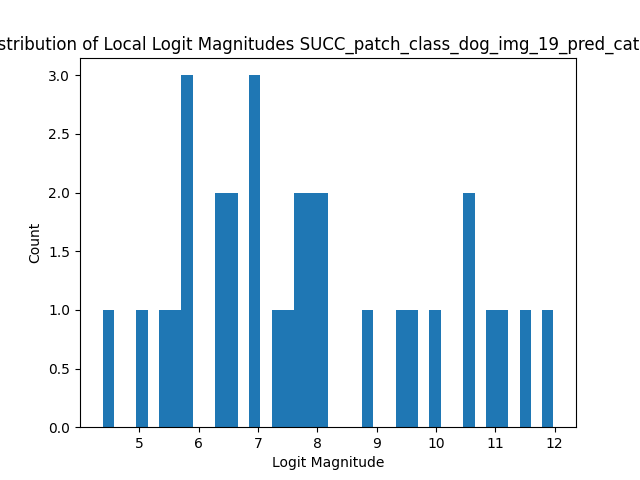 stribution of Local Logit Magnitudes SUCC_patch_class_dog_img_19_pred_cat
3.0
2.5
2.0
1.5
1.0
0.5
0.0
Count
5 6 7 8 9 10 11 12
Logit Magnitude